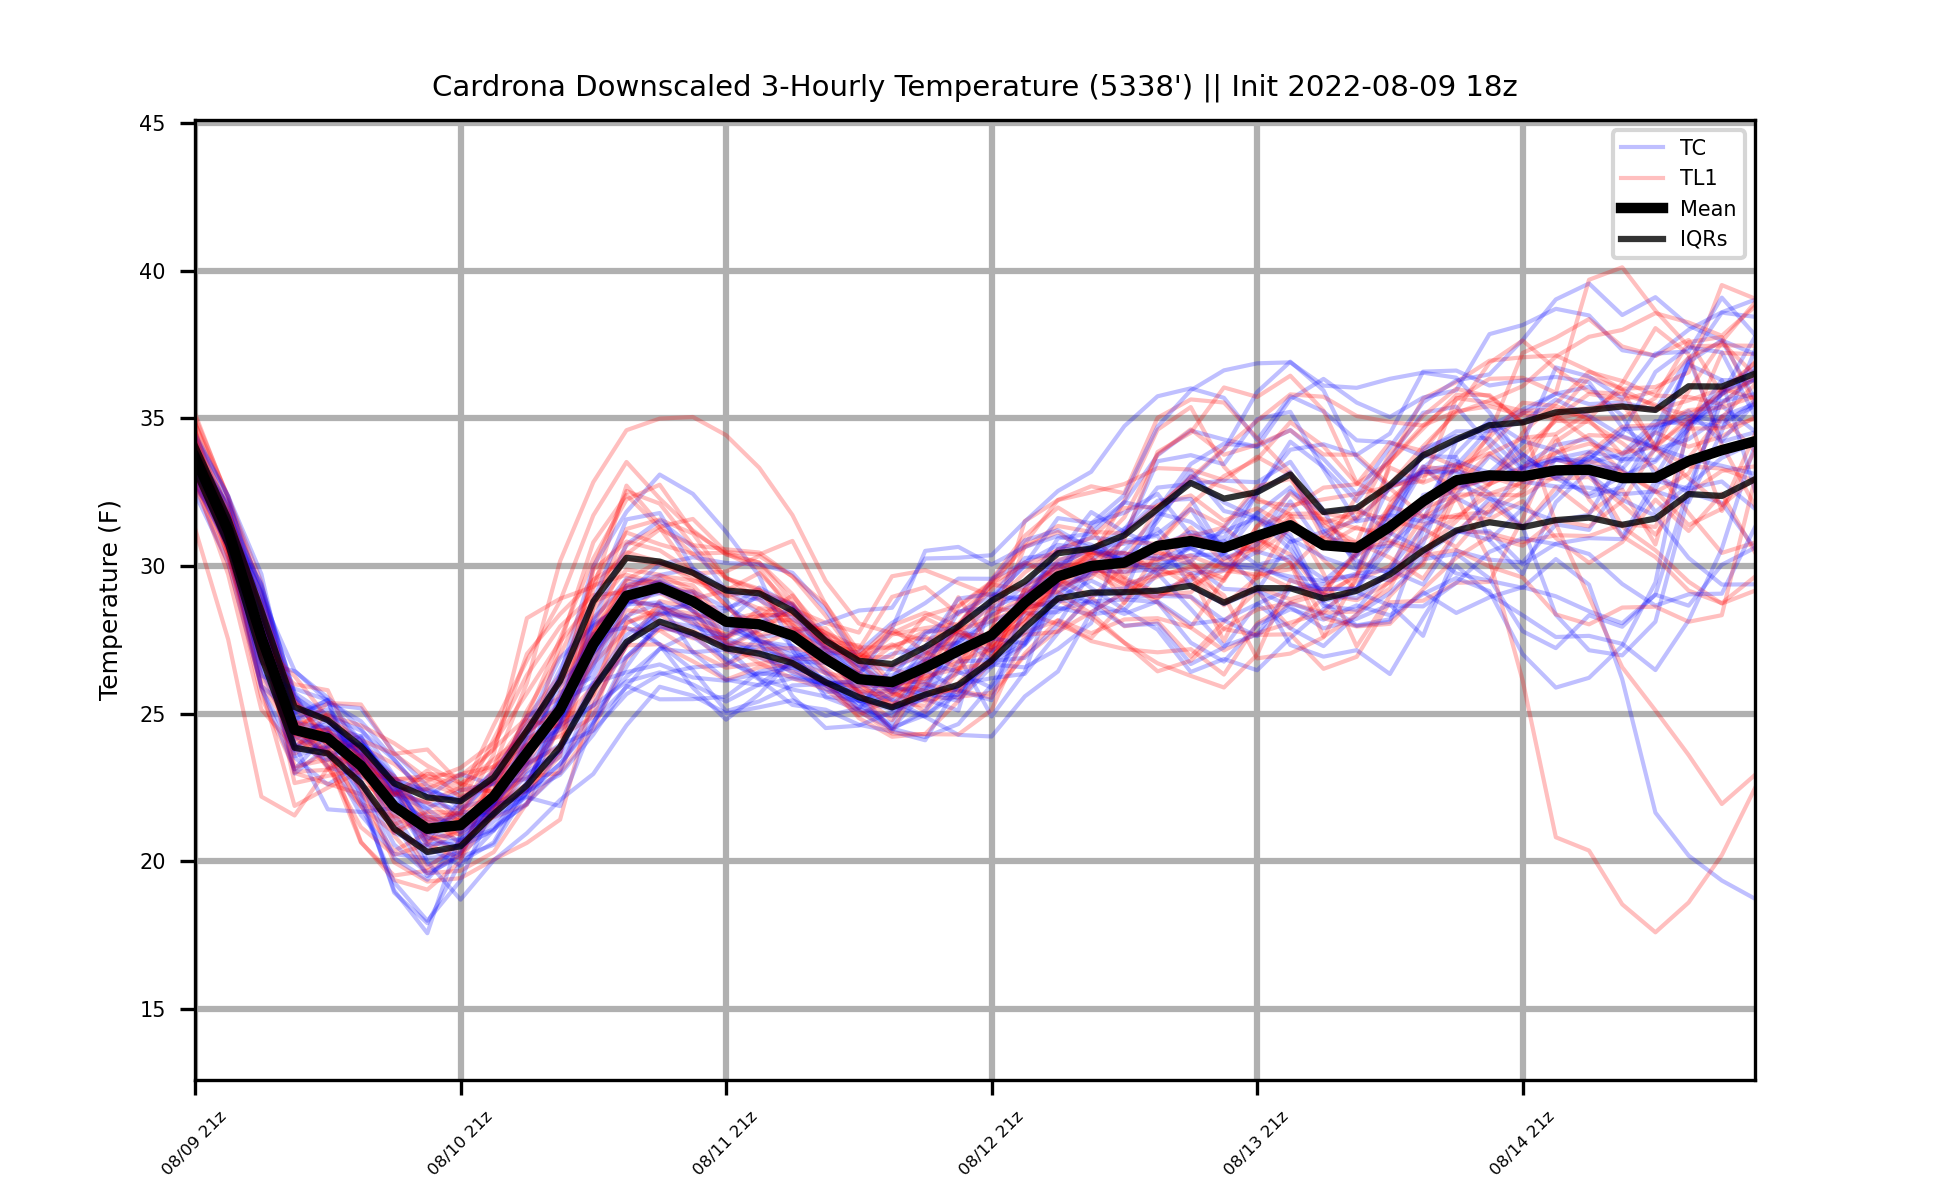 Cardrona Downscaled 3-Hourly Temperature (5338') || Init 2022-08-09 18z
TC
TL1
Mean
IQRs
Temperature (F)
45
40
35
30
25
20
15
08/09 21z
08/10 21z
08/11 21z
08/12 21z
08/13 21z
08/14 21z